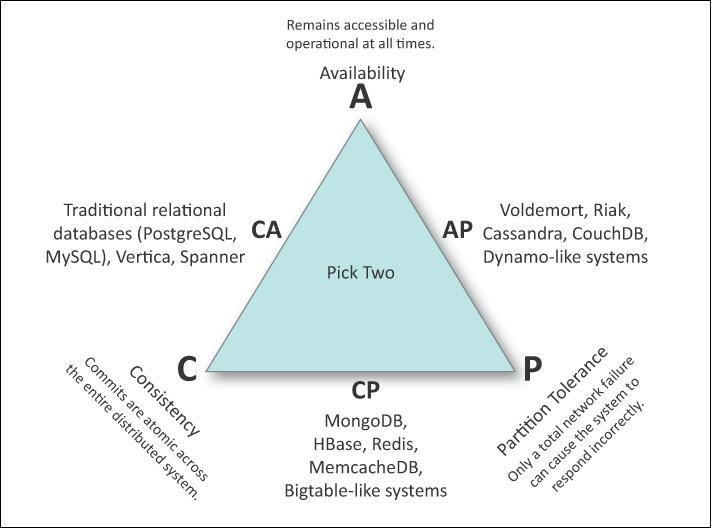 Remains accessible and
operational at all times.
Availability
A
Traditional relational
databases (PostgreSQL,
MySQL), Vertica, Spanner
CA
AP
Voldemort, Riak,
Cassandra, CouchDB,
Dynamo-like systems
Pick Two
C
P
Consistency
Commits are atomic across
the entire distributed system.
CP
MongoDB,
HBase, Redis,
MemcacheDB,
Bigtable-like systems
Partition Tolerance
Only a total network failure
can cause the system to
respond incorrectly.